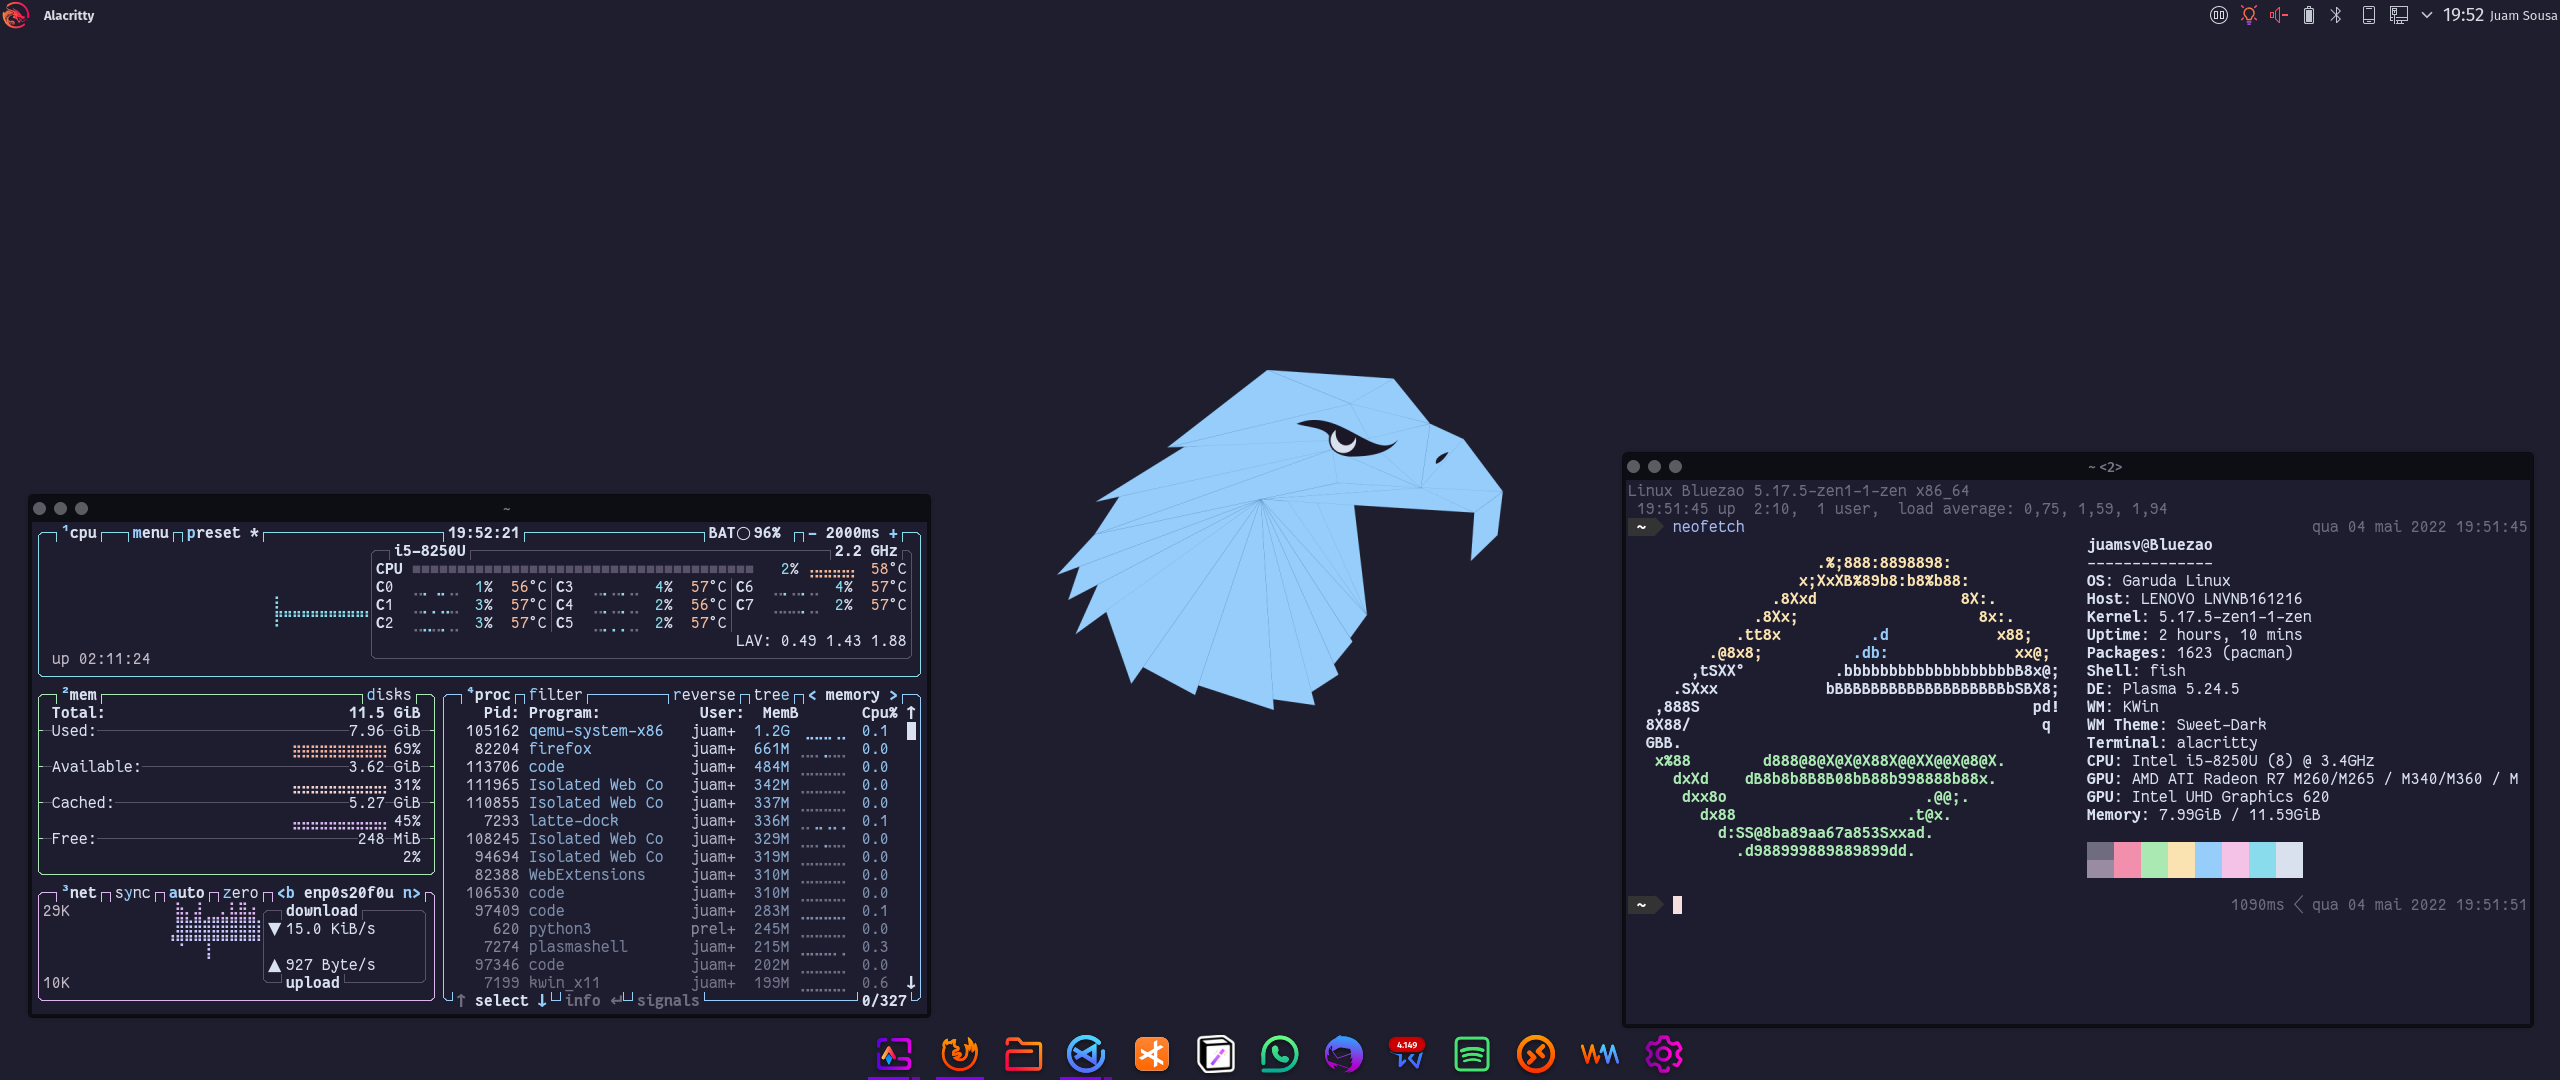 Alacritty
19:52 Juam Sousa
~
¹cpu menu preset * 19:52:21 BAT 96% - 2000ms +
i5-8250U 2.2 GHz
CPU 2% 58°C
C0 1% 56°C C3 4% 57°C C6 4% 57°C
C1 3% 57°C C4 2% 56°C C7 2% 57°C
C2 3% 57°C C5 2% 57°C
LAV: 0.49 1.43 1.88
up 02:11:24
²mem disks
Total: 11.5 GiB
Used: 7.96 GiB
69%
Available: 3.62 GiB
31%
Cached: 5.27 GiB
45%
Free: 248 MiB
2%
³net sync auto zero <b enp0s20f0u n>
29K
download
▼ 15.0 KiB/s
▲ 927 Byte/s
10K
upload
⁴proc filter reverse tree < memory >
Pid: Program: User: MemB Cpu% ↑
105162 qemu-system-x86 juam+ 1.2G 0.1
82204 firefox juam+ 661M 0.0
113706 code juam+ 484M 0.0
111965 Isolated Web Co juam+ 342M 0.0
110855 Isolated Web Co juam+ 337M 0.0
7293 latte-dock juam+ 336M 0.1
108245 Isolated Web Co juam+ 329M 0.0
94694 Isolated Web Co juam+ 319M 0.0
82388 WebExtensions juam+ 310M 0.0
106530 code juam+ 310M 0.0
97409 code juam+ 283M 0.1
620 python3 prel+ 245M 0.0
7274 plasmashell juam+ 215M 0.3
97346 code juam+ 202M 0.0
7199 kwin_x11 juam+ 199M 0.6 ↓
↑ select ↓ info ↵ signals 0/327
~ <2>
Linux Bluezao 5.17.5-zen1-1-zen x86_64
19:51:45 up 2:10, 1 user, load average: 0,75, 1,59, 1,94
~ neofetch qua 04 mai 2022 19:51:45
juamsv@Bluezao
--------------
.%;888:8898898:
x;XxXB%89b8:b8%b88: OS: Garuda Linux
.8Xxd 8X:. Host: LENOVO LNVNB161216
.8Xx; 8x:. Kernel: 5.17.5-zen1-1-zen
.tt8x .d x88; Uptime: 2 hours, 10 mins
.@8x8; .db: xx@; Packages: 1623 (pacman)
,tSXX° .bbbbbbbbbbbbbbbbbbbB8x@; Shell: fish
.SXxx bBBBBBBBBBBBBBBBBBBBbSBX8; DE: Plasma 5.24.5
,888S pd! WM: KWin
8X88/ q WM Theme: Sweet-Dark
GBB. Terminal: alacritty
x%88 d888@8@X@X@X88X@@XX@@X@8@X. CPU: Intel i5-8250U (8) @ 3.4GHz
dxXd dB8b8b8B8B08bB88b998888b88x. GPU: AMD ATI Radeon R7 M260/M265 / M340/M360 / M
dxx8o .@@;. GPU: Intel UHD Graphics 620
dx88 .t@x. Memory: 7.99GiB / 11.59GiB
d:SS@8ba89aa67a853Sxxad.
.d988999889889899dd.
~ 1090ms < qua 04 mai 2022 19:51:51
4.149